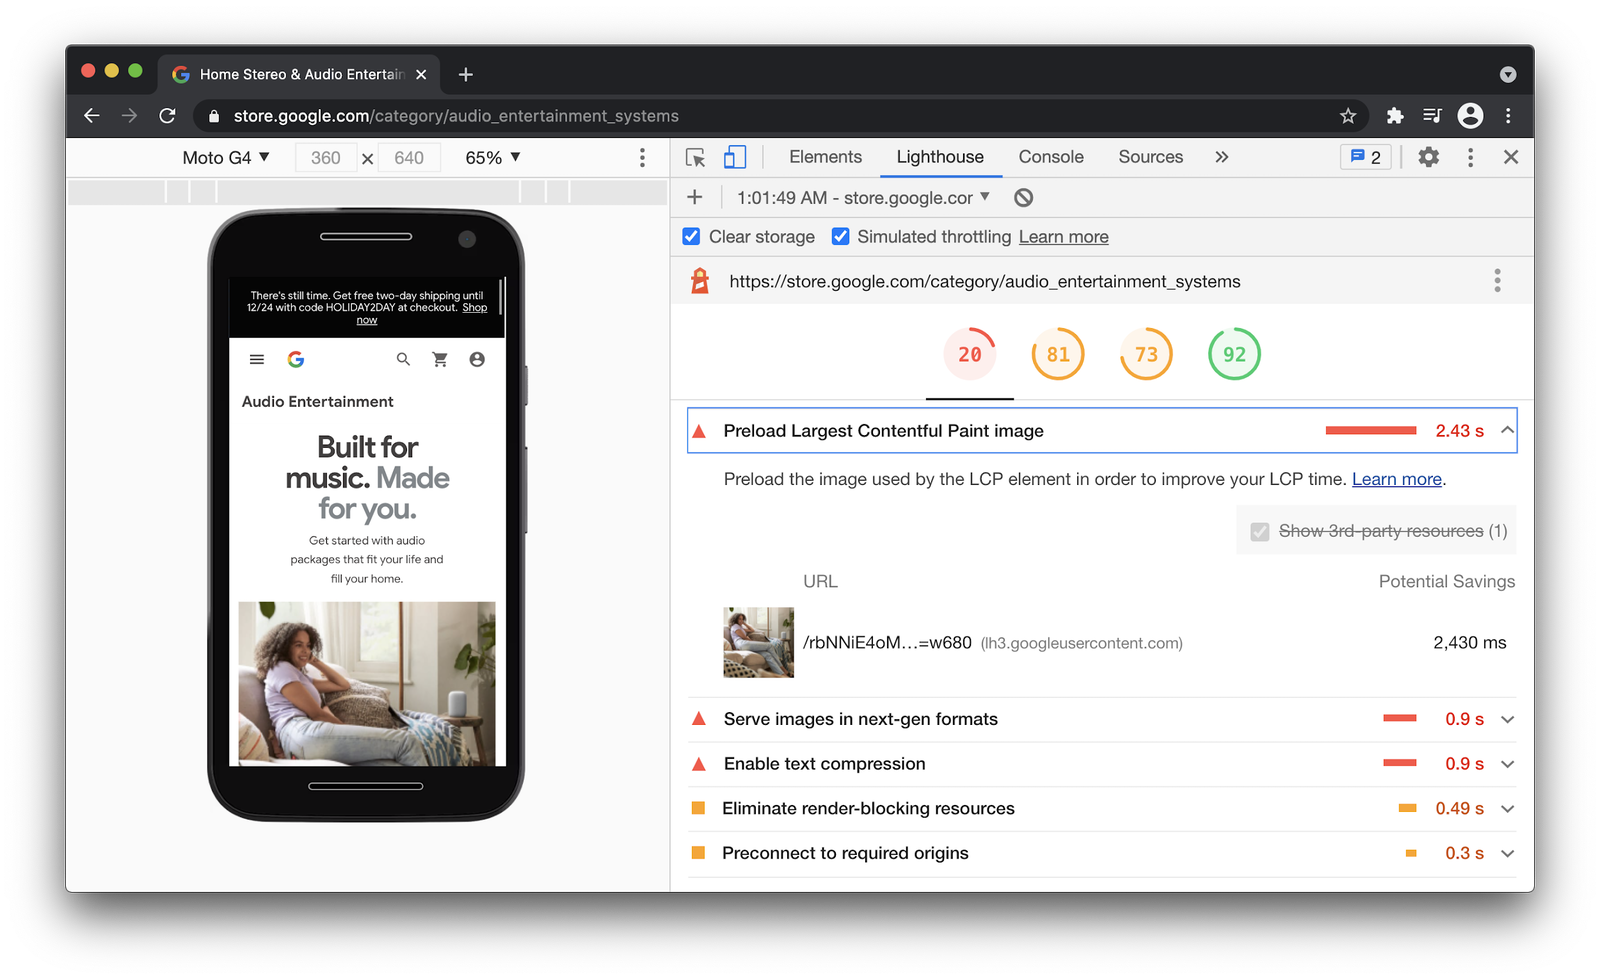 Home Stereo & Audio Entertain
store.google.com/category/audio_entertainment_systems
Moto G4 ▼ 360 × 640 65% ▼
There's still time. Get free two-day shipping until
12/24 with code HOLIDAY2DAY at checkout. Shop
now
Audio Entertainment
Built for
music. Made
for you.
Get started with audio
packages that fit your life and
fill your home.
Elements Lighthouse Console Sources » 2
1:01:49 AM - store.google.cor ▼
Clear storage Simulated throttling Learn more
https://store.google.com/category/audio_entertainment_systems
20 81 73 92
Preload Largest Contentful Paint image 2.43 s
Preload the image used by the LCP element in order to improve your LCP time. Learn more.
Show 3rd-party resources (1)
URL Potential Savings
/rbNNiE4oM…=w680 (lh3.googleusercontent.com) 2,430 ms
Serve images in next-gen formats 0.9 s
Enable text compression 0.9 s
Eliminate render-blocking resources 0.49 s
Preconnect to required origins 0.3 s